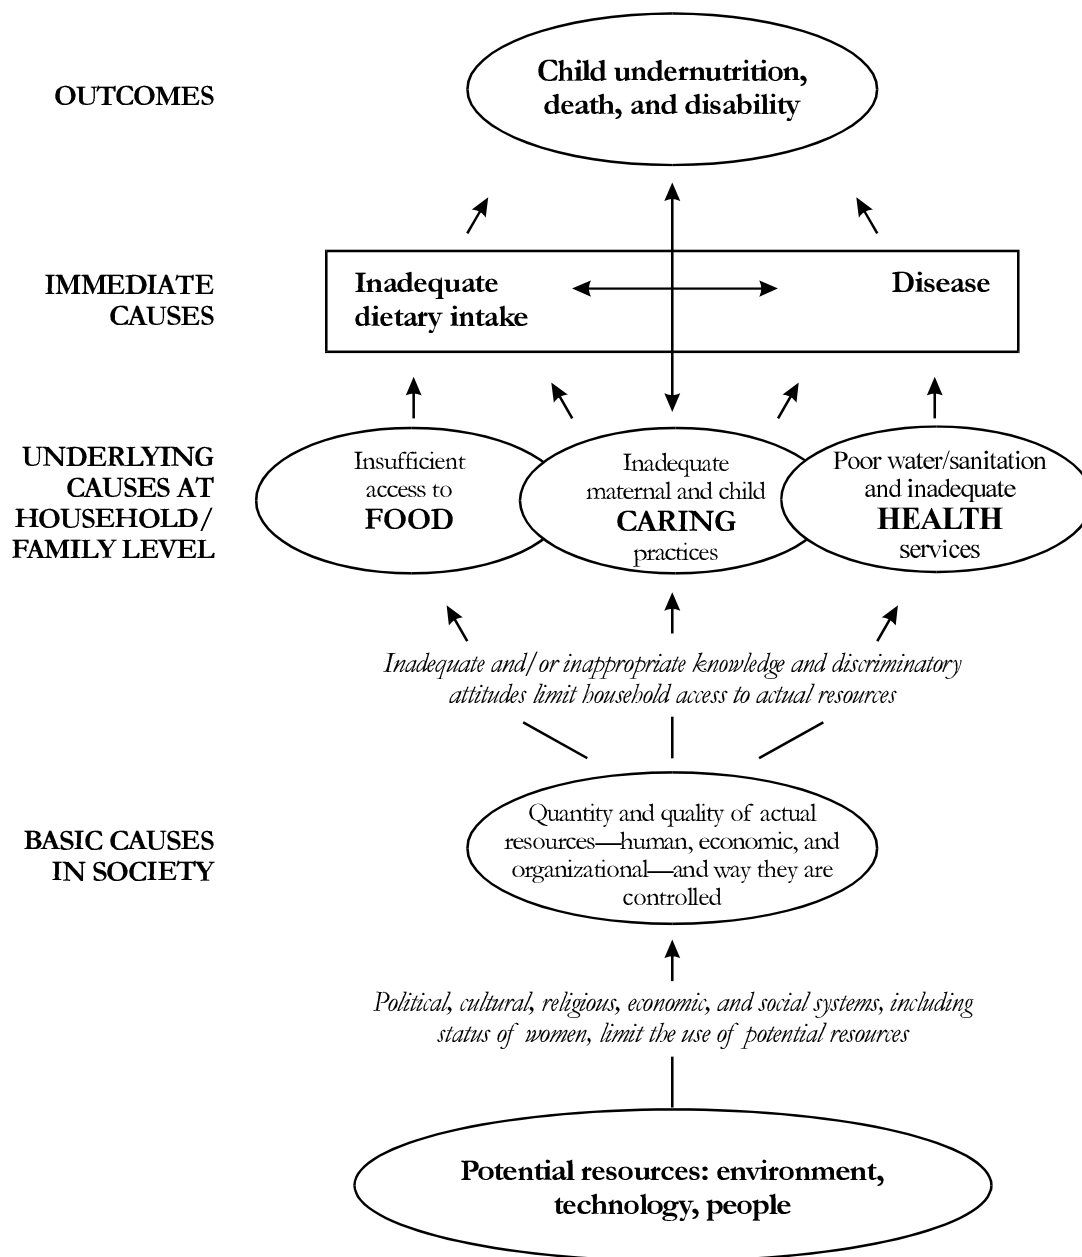 OUTCOMES
Child undernutrition,
death, and disability
IMMEDIATE
CAUSES
Inadequate
dietary intake
Disease
UNDERLYING
CAUSES AT
HOUSEHOLD/
FAMILY LEVEL
Insufficient
access to
FOOD
Inadequate
maternal and child
CARING
practices
Poor water/sanitation
and inadequate
HEALTH
services
Inadequate and/or inappropriate knowledge and discriminatory
attitudes limit household access to actual resources
BASIC CAUSES
IN SOCIETY
Quantity and quality of actual
resources—human, economic, and
organizational—and way they are
controlled
Political, cultural, religious, economic, and social systems, including
status of women, limit the use of potential resources
Potential resources: environment,
technology, people